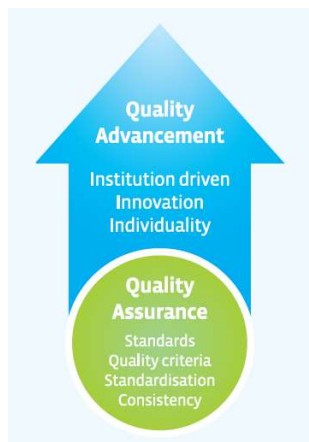 Quality
Advancement
Institution driven
Innovation
Individuality
Quality
Assurance
Standards
Quality criteria
Standardisation
Consistency